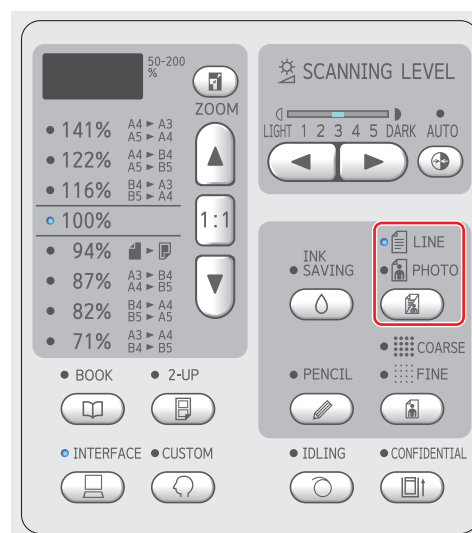 50-200
%
ZOOM
141% A4 ► A3
A5 ► A4
122% A4 ► B4
A5 ► B5
116% B4 ► A3
B5 ► A4
100%
94%
87% A3 ► B4
A4 ► B5
82% B4 ► A4
B5 ► A5
71% A3 ► A4
B4 ► B5
1:1
BOOK
2-UP
INTERFACE
CUSTOM
SCANNING LEVEL
LIGHT 1 2 3 4 5 DARK AUTO
INK
SAVING
LINE
PHOTO
COARSE
PENCIL
FINE
IDLING
CONFIDENTIAL